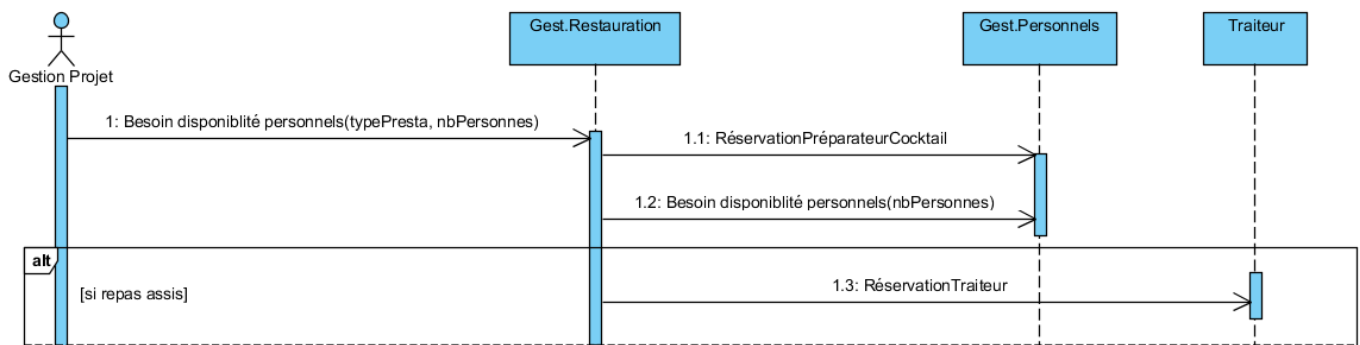 Gest.Restauration
Gest.Personnels
Traiteur
Gestion Projet
1: Besoin disponiblité personnels(typePresta, nbPersonnes)
1.1: RéservationPréparateurCocktail
1.2: Besoin disponiblité personnels(nbPersonnes)
alt
[si repas assis]
1.3: RéservationTraiteur